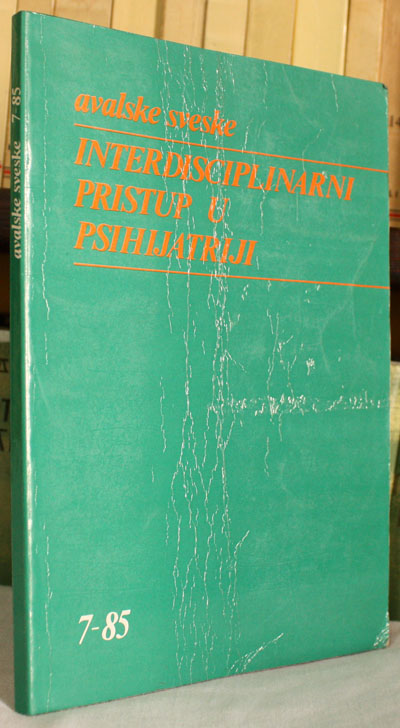 avalske sveske
INTERDISCIPLINARNI
PRISTUP U
PSIHIJATRIJI
7-85
avalske sveske 7-85